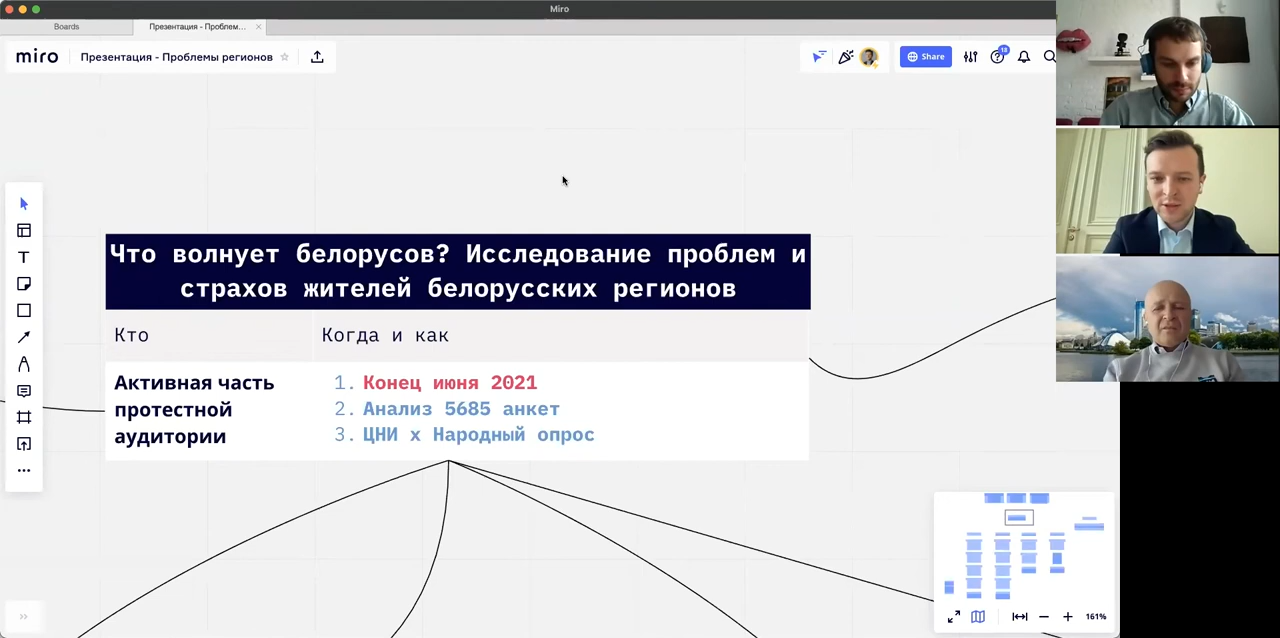 Miro
Boards
Презентация - Проблем...
miro
Презентация - Проблемы регионов
Share
13
Что волнует белорусов? Исследование проблем и
страхов жителей белорусских регионов
Кто
Когда и как
Активная часть
протестной
аудитории
1. Конец июня 2021
2. Анализ 5685 анкет
3. ЦНИ х Народный опрос
161%